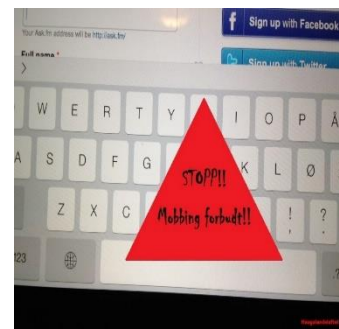 Your Ask.fm address will be http://ask.fm/
Sign up with Facebook
Full name *
Sign up with Twitter
W E R T Y I O P Å
A S D F G K L Ø
Z X C ! ?
, .
123 .?
STOPP!!
Mobbing forbudt!!